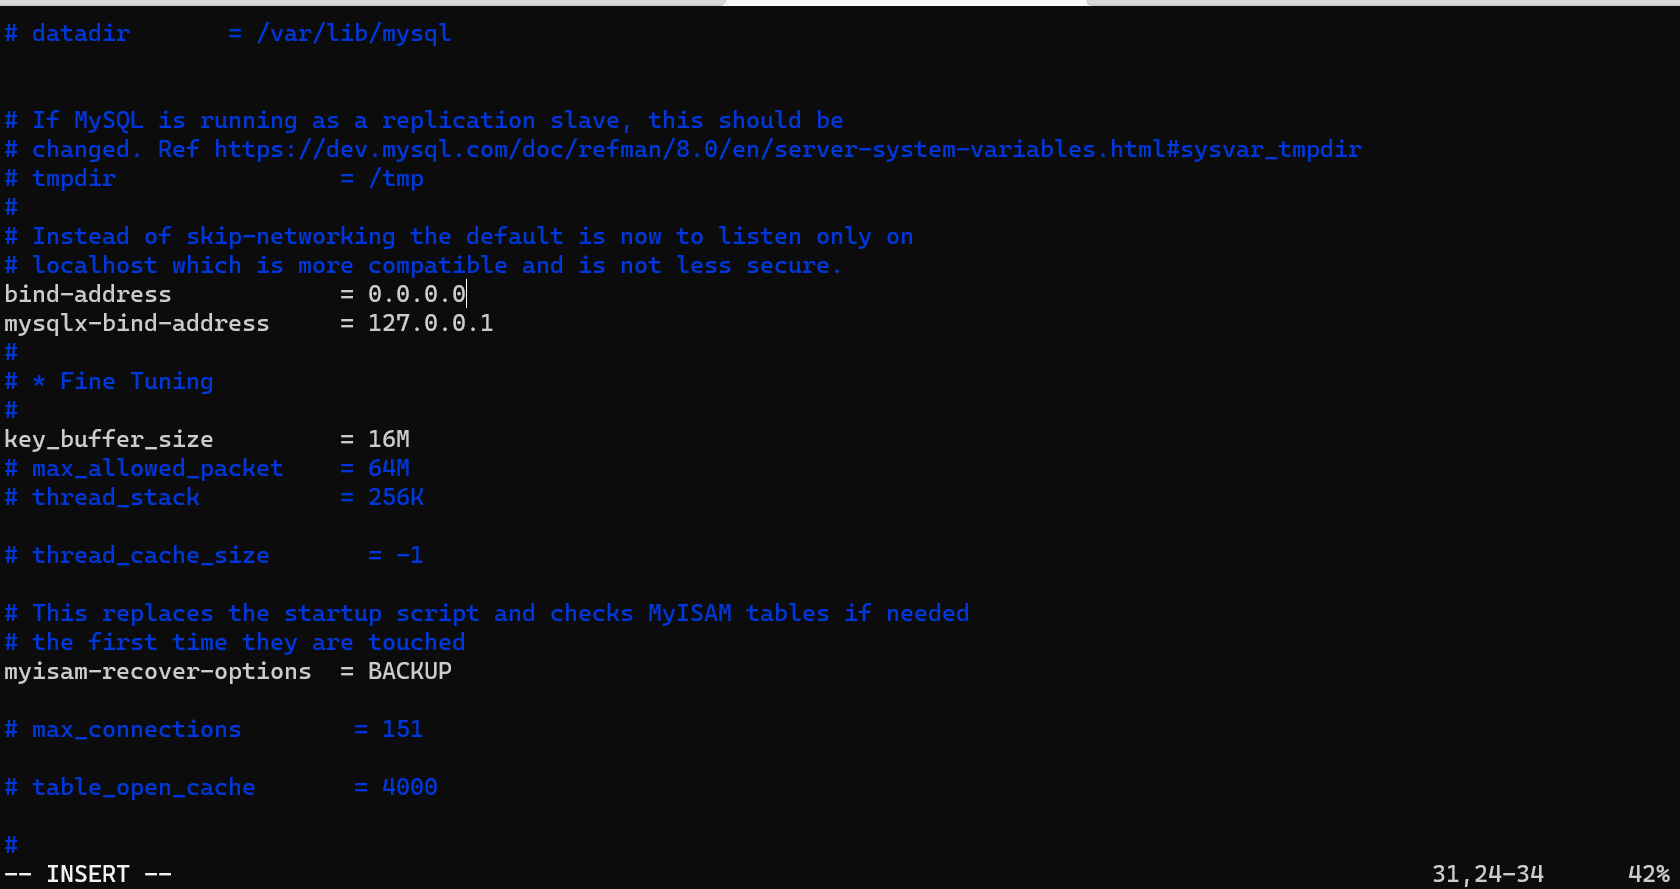 # datadir       = /var/lib/mysql
# If MySQL is running as a replication slave, this should be
# changed. Ref https://dev.mysql.com/doc/refman/8.0/en/server-system-variables.html#sysvar_tmpdir
# tmpdir                = /tmp
#
# Instead of skip-networking the default is now to listen only on
# localhost which is more compatible and is not less secure.
bind-address            = 0.0.0.0
mysqlx-bind-address     = 127.0.0.1
#
# * Fine Tuning
#
key_buffer_size         = 16M
# max_allowed_packet    = 64M
# thread_stack          = 256K
# thread_cache_size       = -1
# This replaces the startup script and checks MyISAM tables if needed
# the first time they are touched
myisam-recover-options  = BACKUP
# max_connections        = 151
# table_open_cache       = 4000
#
-- INSERT --                                                                                          31,24-34      42%